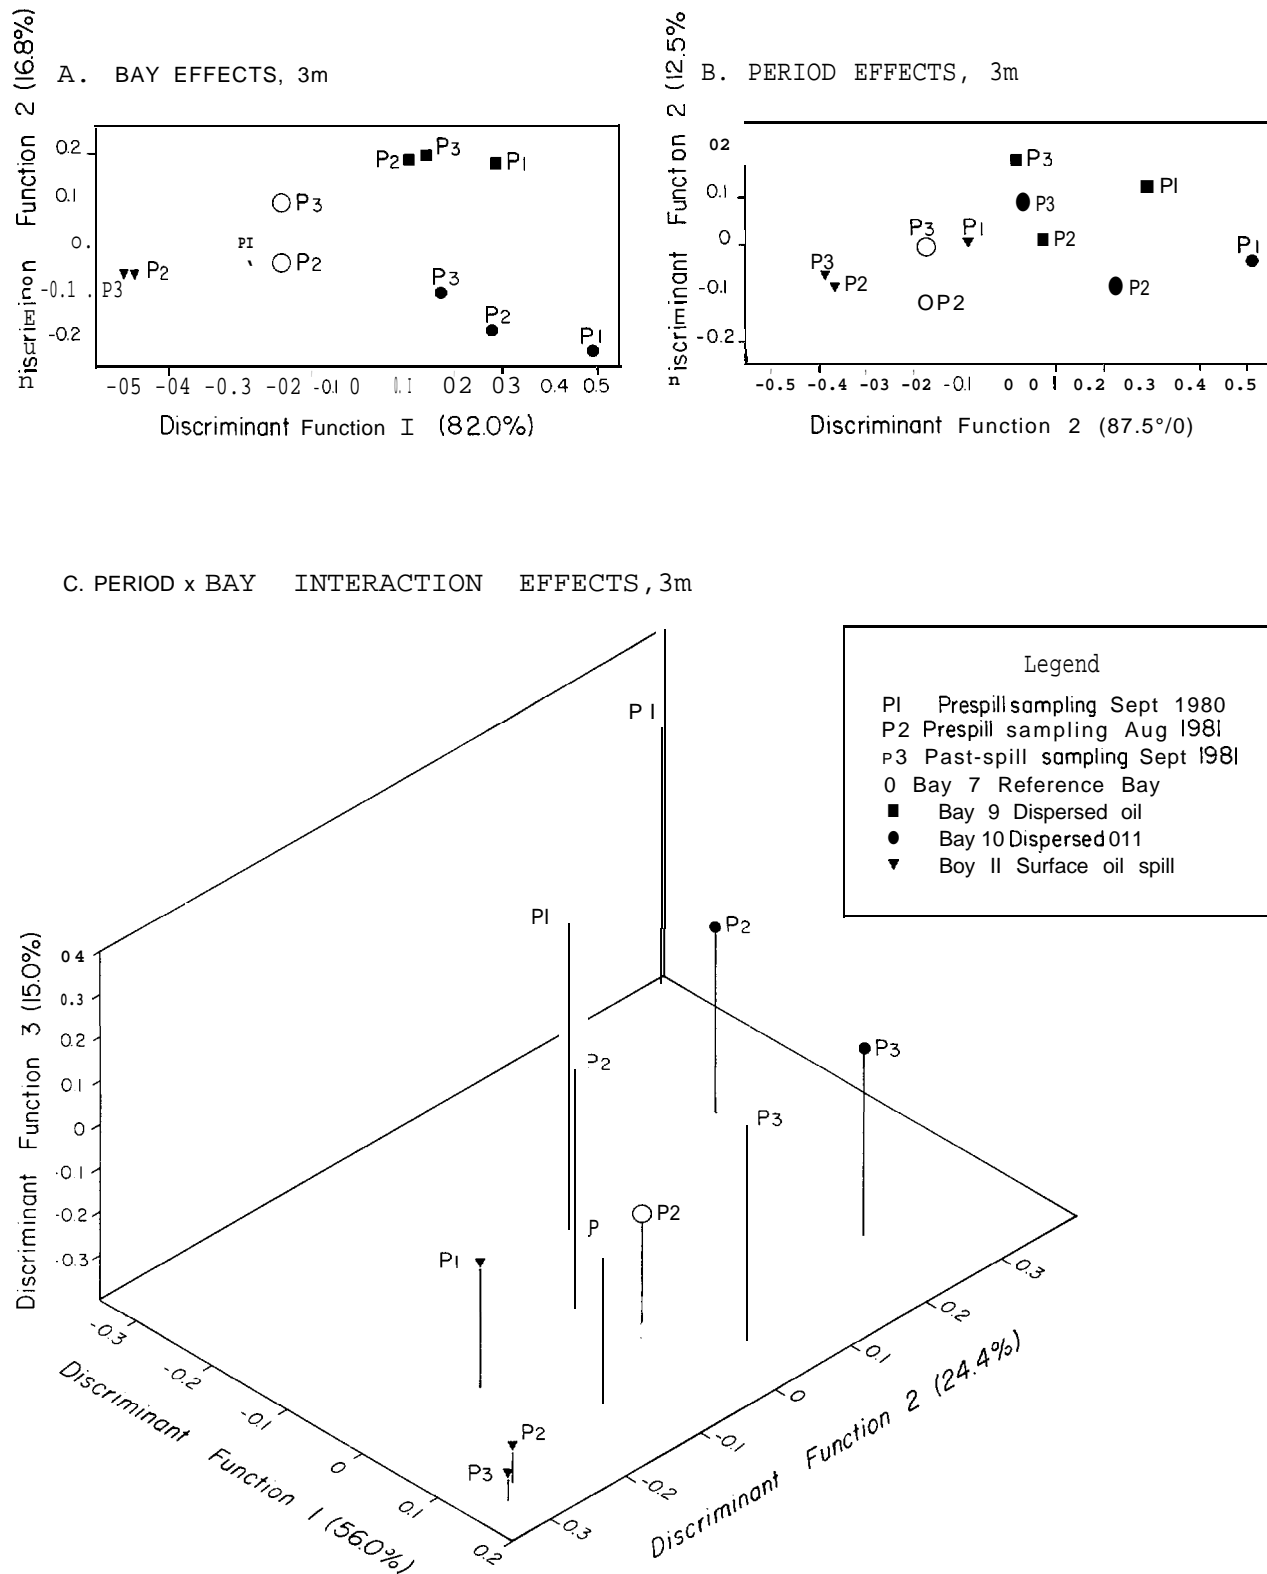 A. BAY EFFECTS, 3m
Function 2 (16.8%)
0.2
0.1
0.
-0.1
-0.2
P2
P3
P1
P3
P2
PI
P2
P3
P3
P2
P1
-05 -04 -0.3 -02 -0.1 0 0.1 02 03 0.4 0.5
Discriminant Function I (82.0%)
B. PERIOD EFFECTS, 3m
iscriminant Function 2 (12.5%
02
0.1
0
-0.1
-0.2
P3
P1
P3
P3
P1
P2
P1
P3
P2
P2
OP2
-0.5 -0.4 -03 -02 -0.1 0 0 1 0.2 0.3 0.4 0.5
Discriminant Function 2 (87.5°/0)
C. PERIOD x BAY INTERACTION EFFECTS, 3m
Legend
PI Prespill sampling Sept 1980
P2 Prespill sampling Aug 1981
P3 Past-spill sampling Sept 1981
0 Bay 7 Reference Bay
Bay 9 Dispersed oil
Bay 10 Dispersed 011
Boy II Surface oil spill
P I
PI
P2
P2
P3
P3
P2
P
P1
P2
P3
Discriminant Function 3 (15.0%)
04
0.3
0.2
0.1
0
-0.1
-0.2
-0.3
-0.3
-0.2
-0.1
0
0.1
0.2
Discriminant Function I (56.0%)
-0.3
-0.2
-0.1
0
0.1
0.2
0.3
Discriminant Function 2 (24.4%)